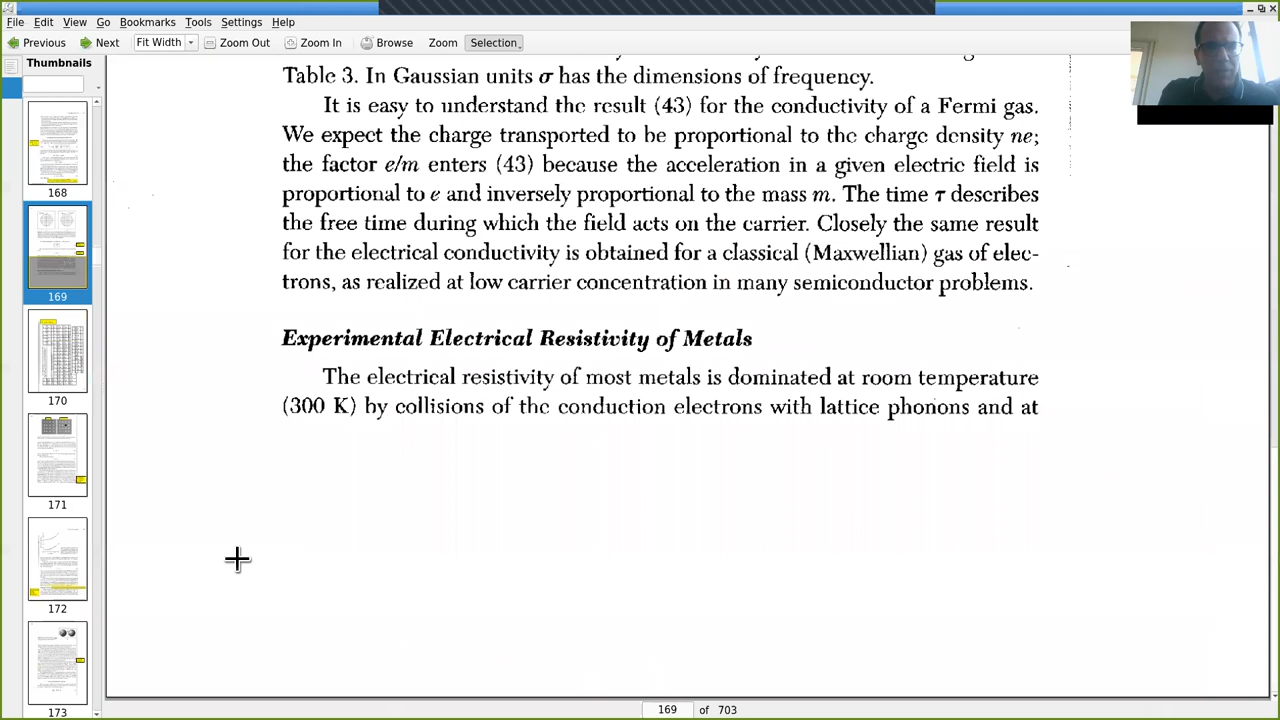 File Edit View Go Bookmarks Tools Settings Help
Previous Next Fit Width Zoom Out Zoom In Browse Zoom Selection
Thumbnails
168
169
170
171
172
173
Table 3. In Gaussian units σ has the dimensions of frequency.
It is easy to understand the result (43) for the conductivity of a Fermi gas.
We expect the charge transported to be proportional to the charge density ne;
the factor e/m enters (43) because the acceleration in a given electric field is
proportional to e and inversely proportional to the mass m. The time τ describes
the free time during which the field acts on the carrier. Closely the same result
for the electrical conductivity is obtained for a classical (Maxwellian) gas of elec-
trons, as realized at low carrier concentration in many semiconductor problems.
Experimental Electrical Resistivity of Metals
The electrical resistivity of most metals is dominated at room temperature
(300 K) by collisions of the conduction electrons with lattice phonons and at
169 of 703